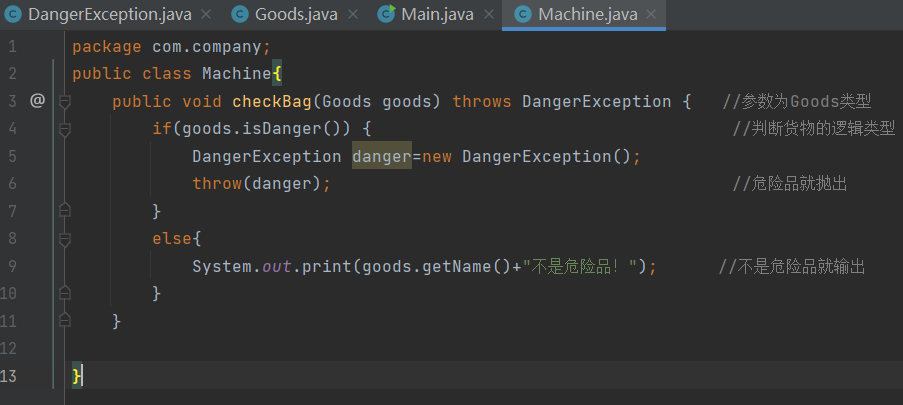 DangerException.java Goods.java Main.java Machine.java
1 package com.company;
2 public class Machine{
3 @ public void checkBag(Goods goods) throws DangerException { //参数为Goods类型
4 if(goods.isDanger()) { //判断货物的逻辑类型
5 DangerException danger=new DangerException();
6 throw(danger); //危险品就抛出
7 }
8 else{
9 System.out.print(goods.getName()+"不是危险品！"); //不是危险品就输出
10 }
11 }
12
13 }